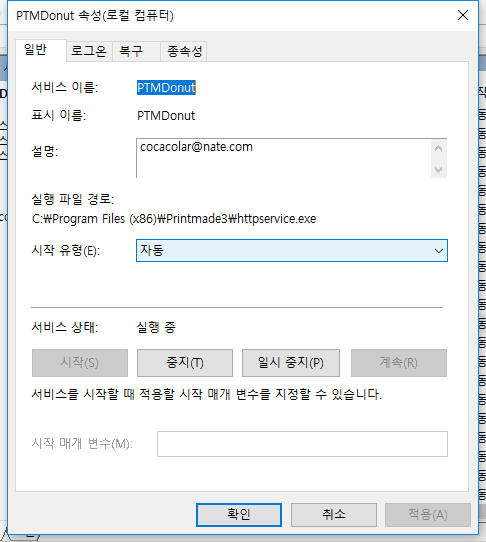 PTMDonut 속성(로컬 컴퓨터)
일반 로그온 복구 종속성
서비스 이름: PTMDonut
표시 이름: PTMDonut
설명: cocacolar@nate.com
실행 파일 경로:
C:₩Program Files (x86)₩Printmade3₩httpservice.exe
시작 유형(E): 자동
서비스 상태: 실행 중
시작(S) 중지(T) 일시 중지(P) 계속(R)
서비스를 시작할 때 적용할 시작 매개 변수를 지정할 수 있습니다.
시작 매개 변수(M):
확인 취소 적용(A)